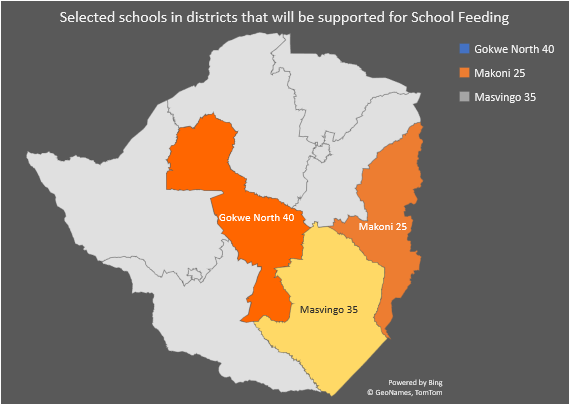 Selected schools in districts that will be supported for School Feeding
Gokwe North 40
Makoni 25
Masvingo 35
Gokwe North 40
Makoni 25
Masvingo 35
Powered by Bing
© GeoNames, TomTom